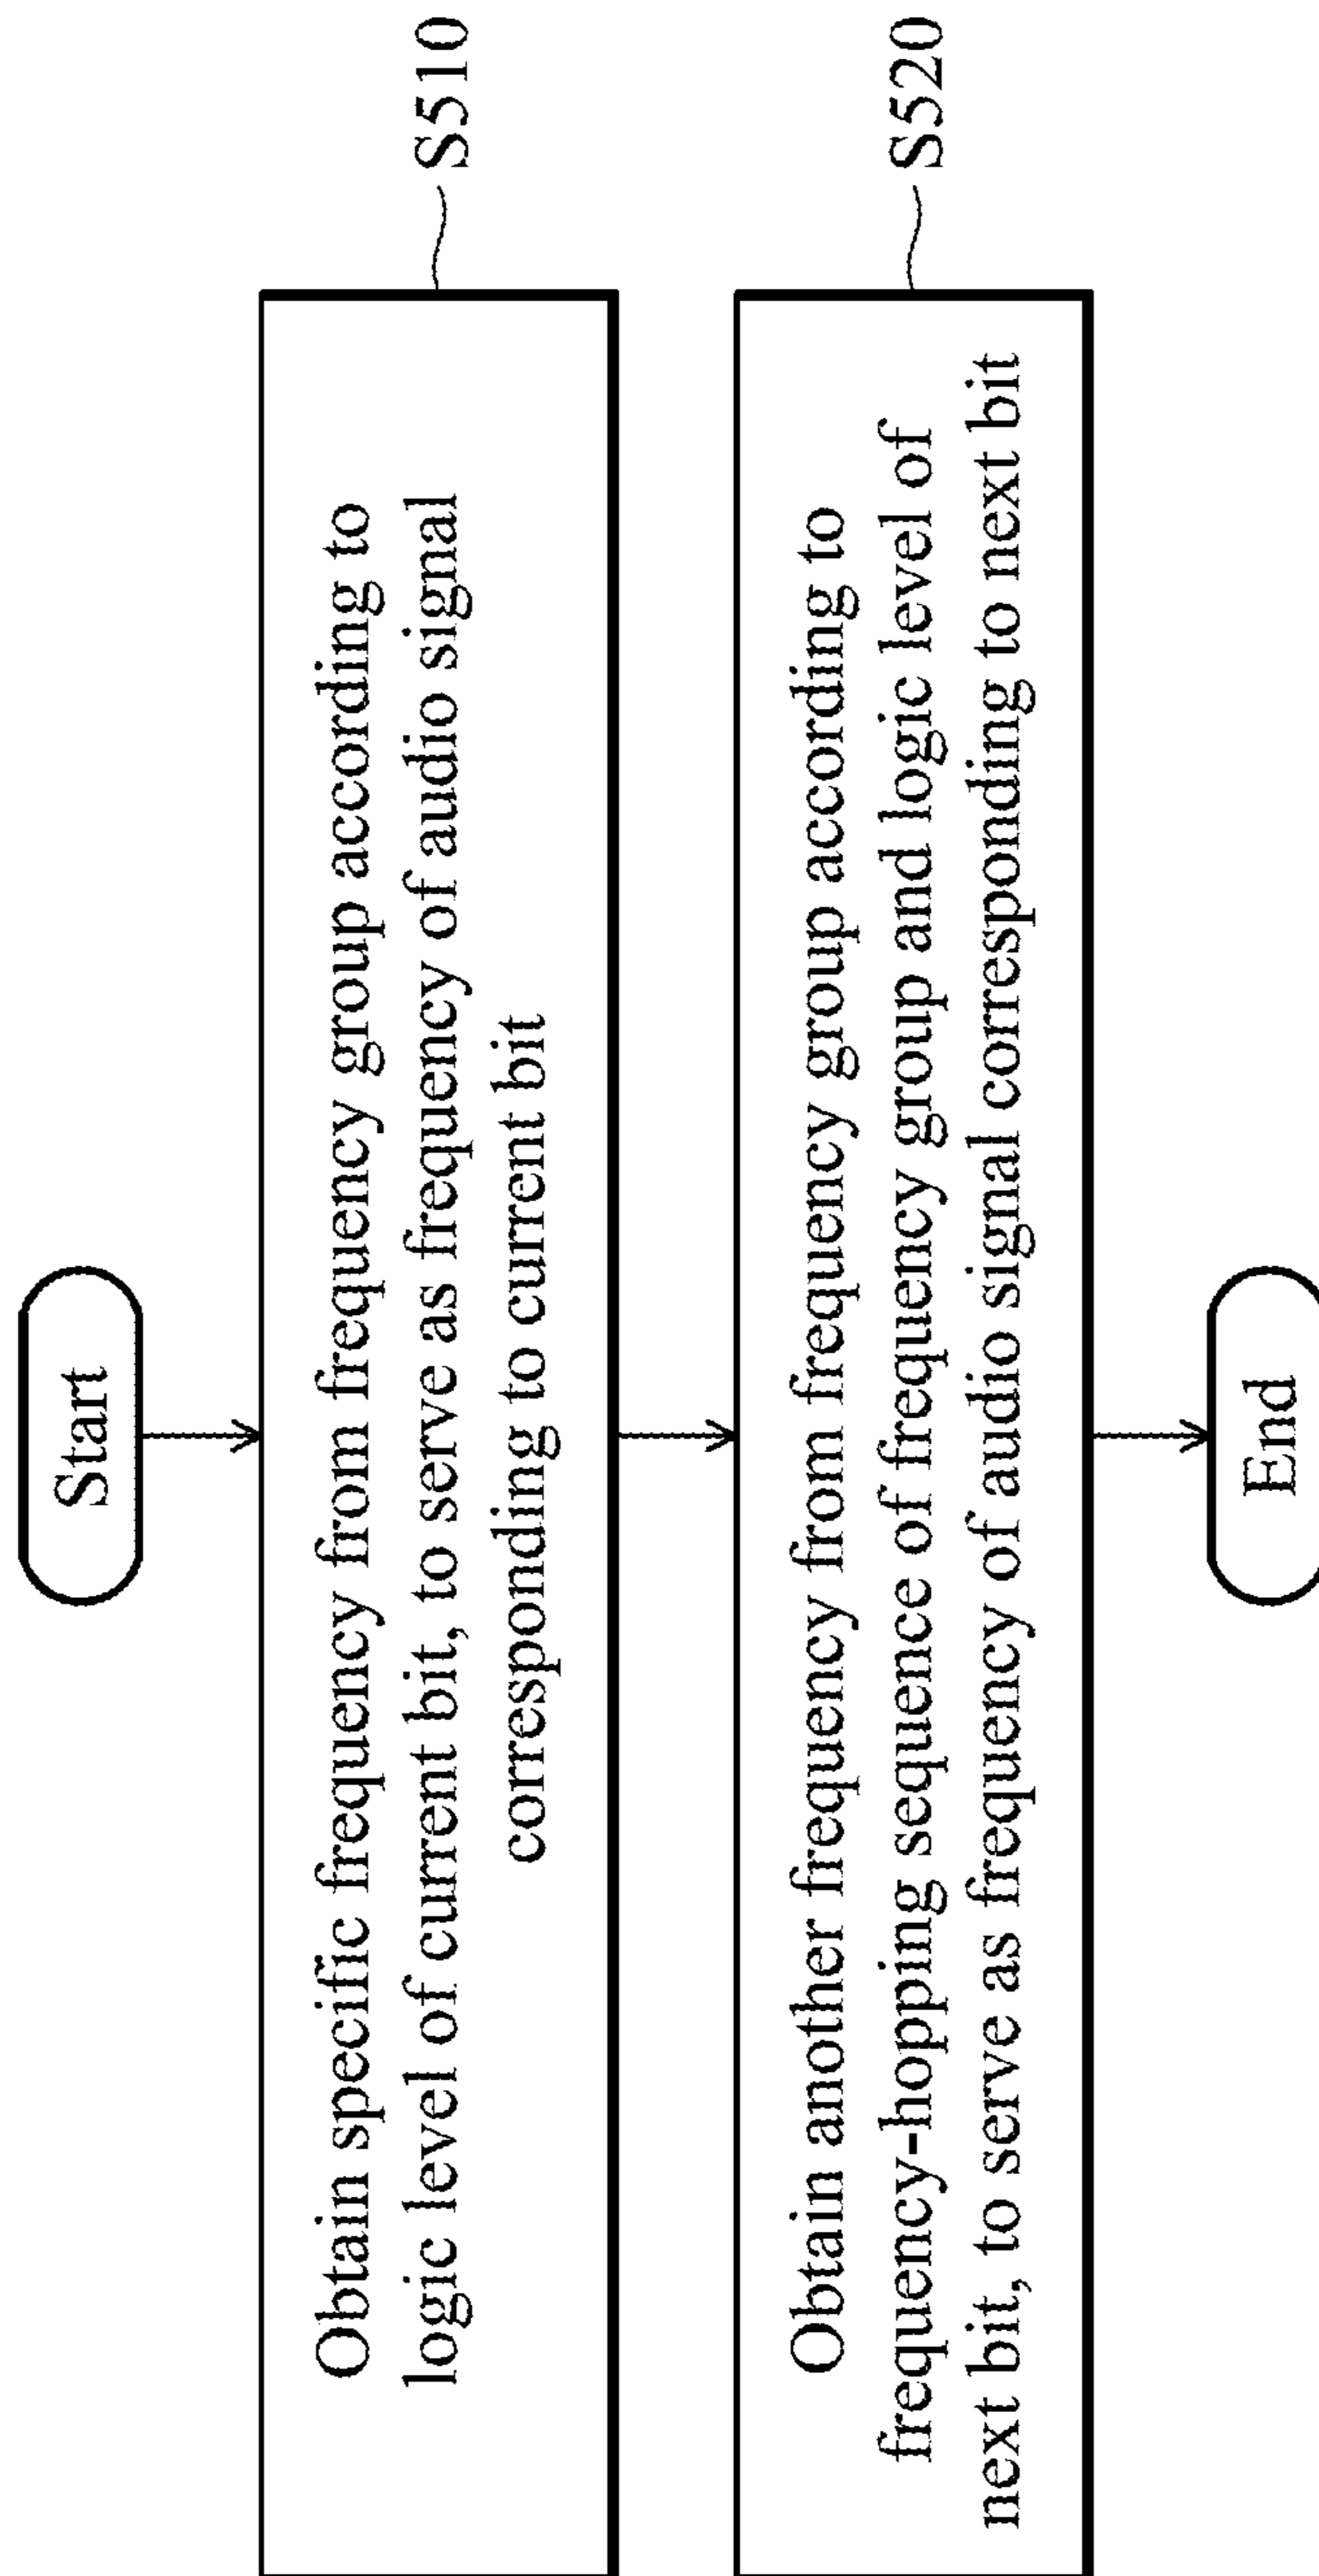 Start
Obtain specific frequency from frequency group according to
logic level of current bit, to serve as frequency of audio signal
corresponding to current bit
S510
Obtain another frequency from frequency group according to
frequency-hopping sequence of frequency group and logic level of
next bit, to serve as frequency of audio signal corresponding to next bit
S520
End